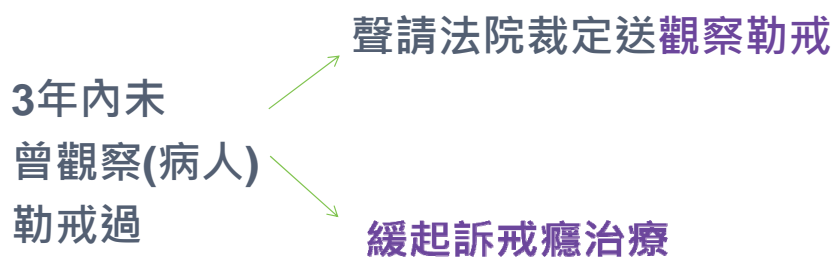 聲請法院裁定送觀察勒戒
3年內未
曾觀察(病人)
勒戒過
緩起訴戒癮治療